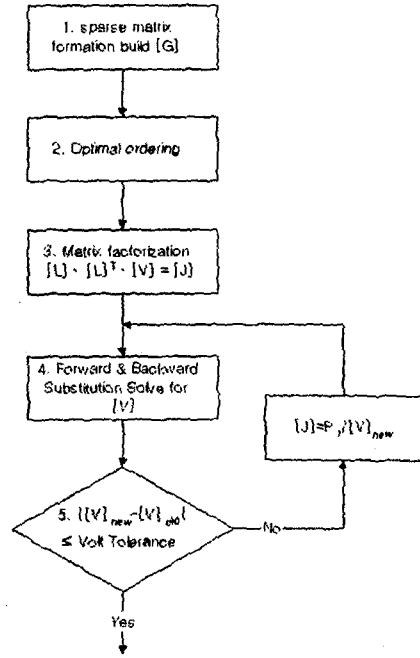 1. sparse matrix
formation build [G]
2. Optimal ordering
3. Matrix factorization
[L] · [L]ᵀ · [V] = [J]
4. Forward & Backward
Substitution Solve for
[V]
[J]=P /[V]new
5. |[V]new-[V]old|
≤ Volt Tolerance
No
Yes